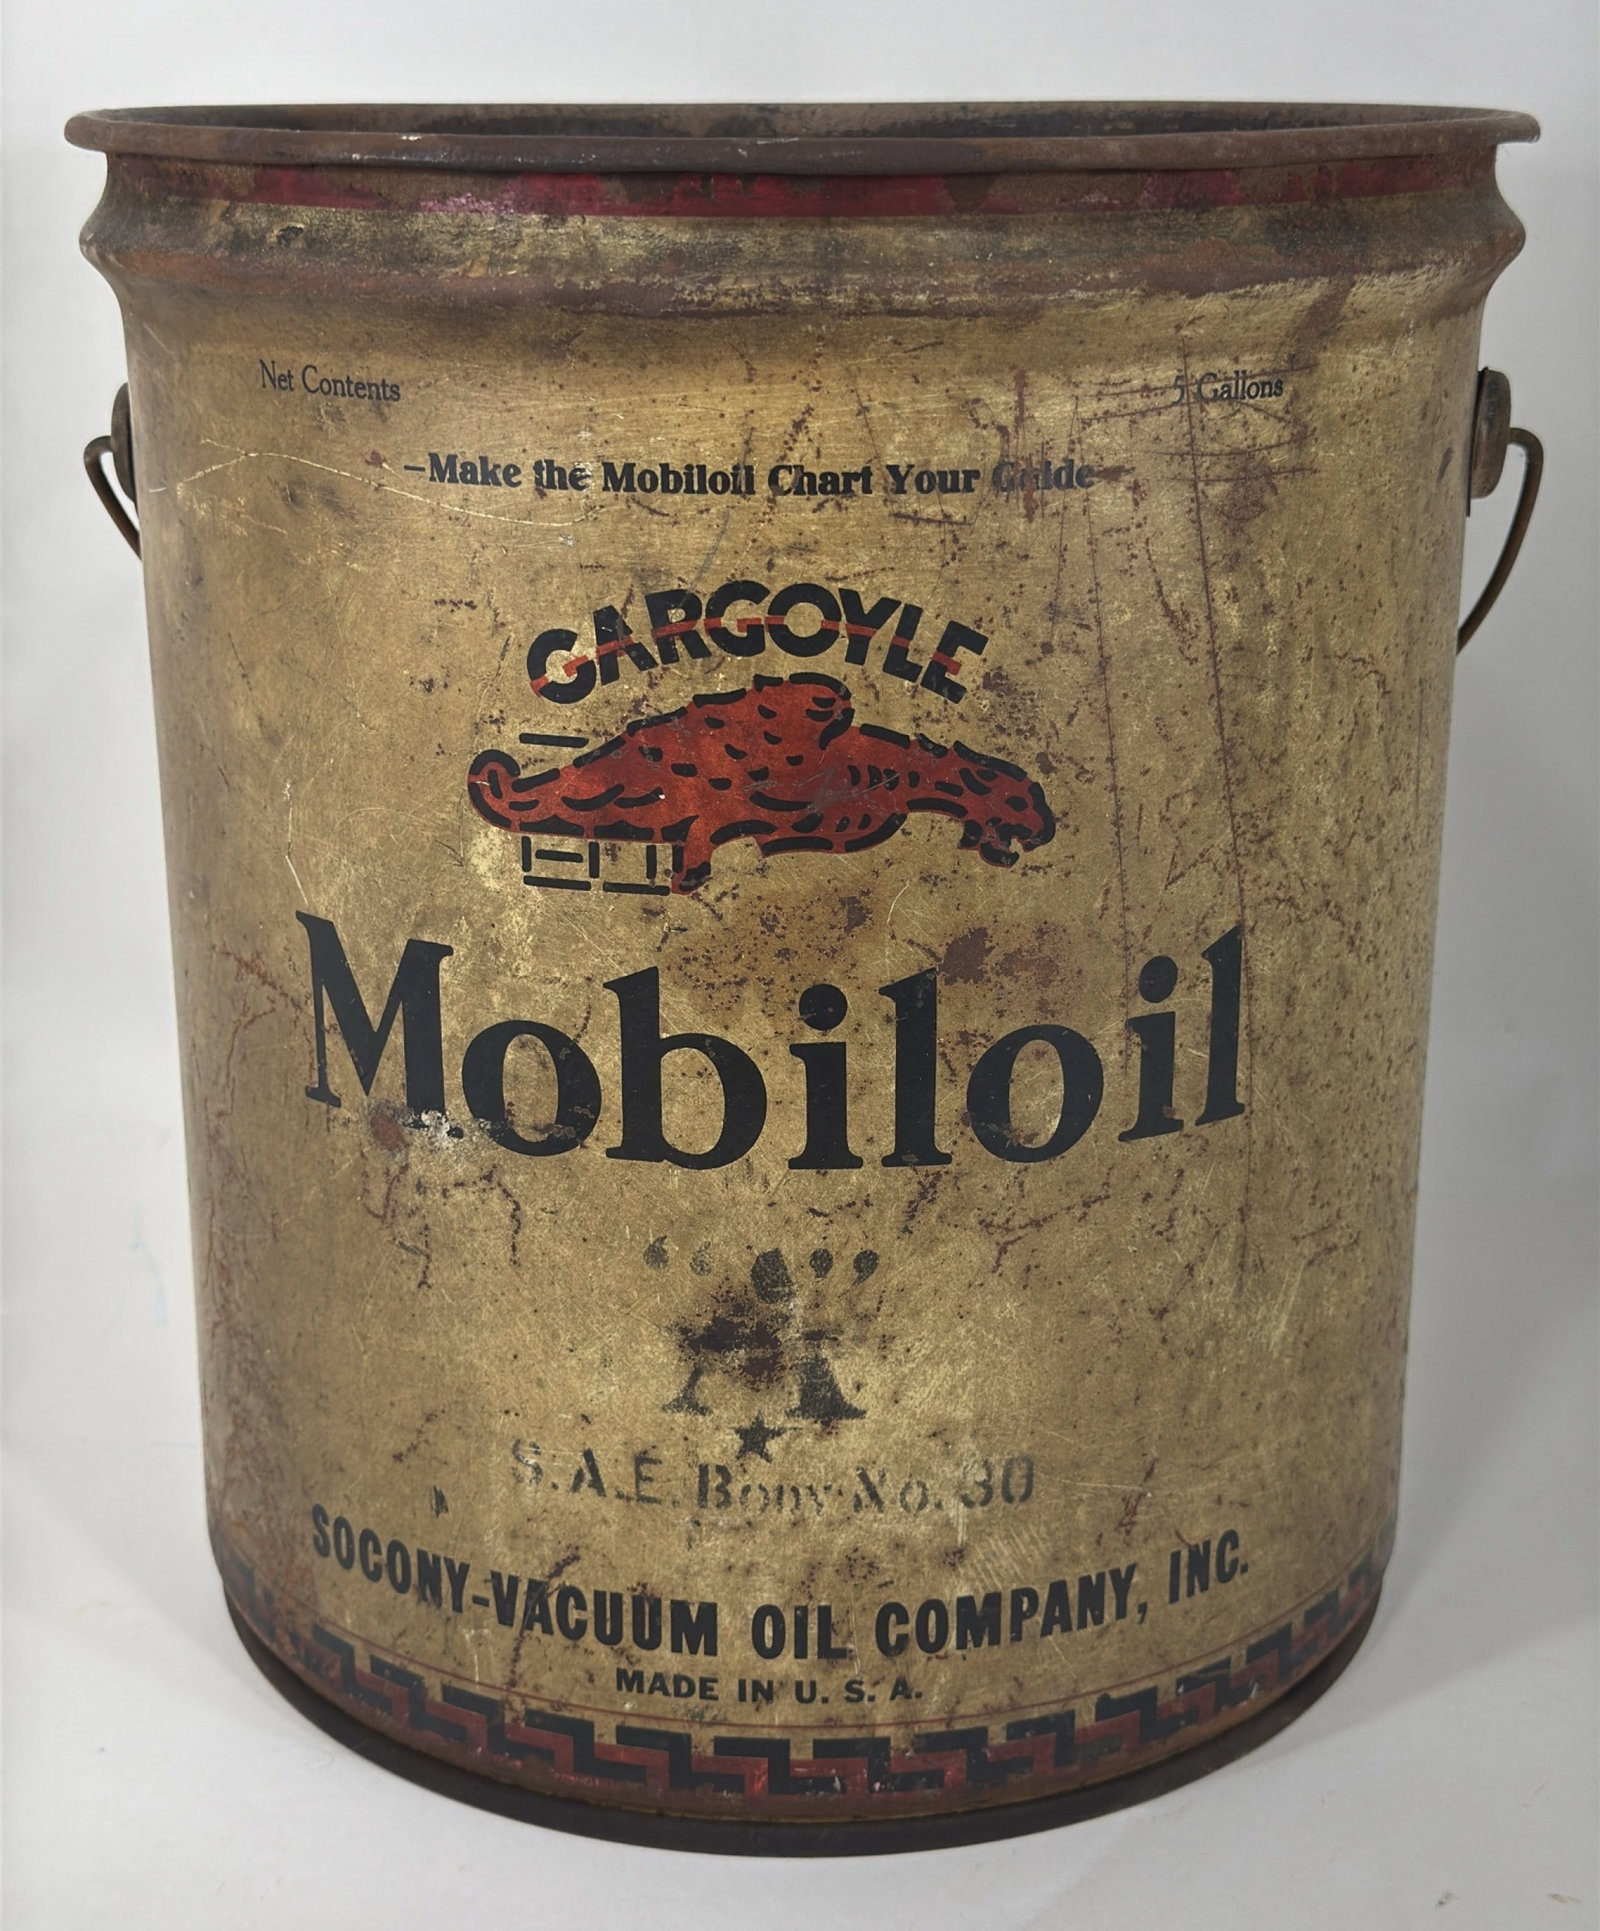 Net Contents 5 Gallons
–Make the Mobiloil Chart Your Guide–
GARGOYLE
Mobiloil
“A”
S.A.E. Body No. 30
SOCONY-VACUUM OIL COMPANY, INC.
MADE IN U. S. A.